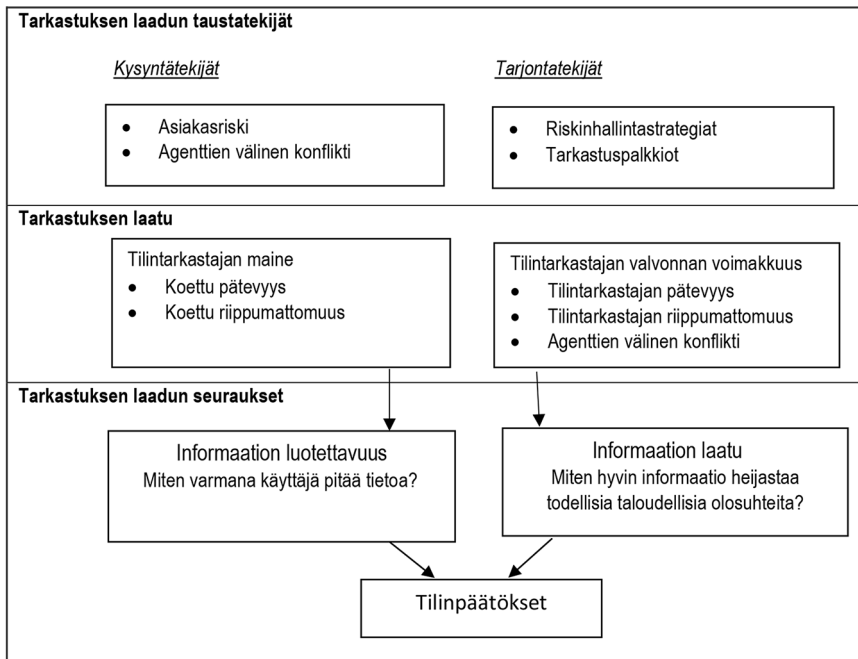 Tarkastuksen laadun taustatekijät
Kysyntätekijät
Tarjontatekijät
• Asiakasriski
• Agenttien välinen konflikti
• Riskinhallintastrategiat
• Tarkastuspalkkiot
Tarkastuksen laatu
Tilintarkastajan maine
• Koettu pätevyys
• Koettu riippumattomuus
Tilintarkastajan valvonnan voimakkuus
• Tilintarkastajan pätevyys
• Tilintarkastajan riippumattomuus
• Agenttien välinen konflikti
Tarkastuksen laadun seuraukset
Informaation luotettavuus
Miten varmana käyttäjä pitää tietoa?
Informaation laatu
Miten hyvin informaatio heijastaa
todellisia taloudellisia olosuhteita?
Tilinpäätökset